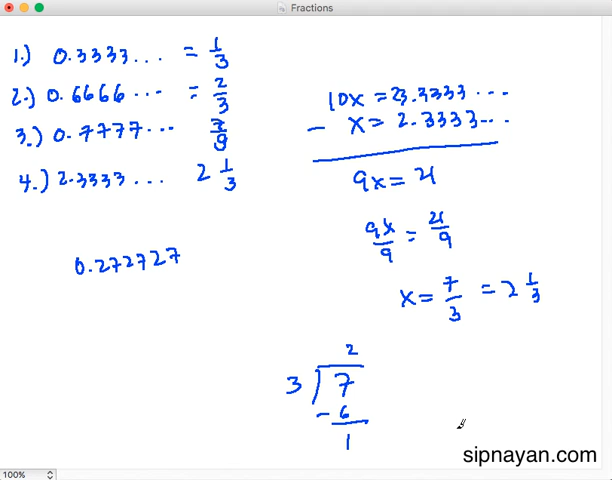 Fractions
1.) 0.3333... = 1/3
2.) 0.6666... = 2/3
3.) 0.7777... 7/9
4.) 2.3333... 2 1/3
0.272727
10x = 23.3333...
- x = 2.3333...
9x = 21
9x/9 = 21/9
x = 7/3 = 2 1/3
2
3 7
- 6
1
sipnayan.com
100%